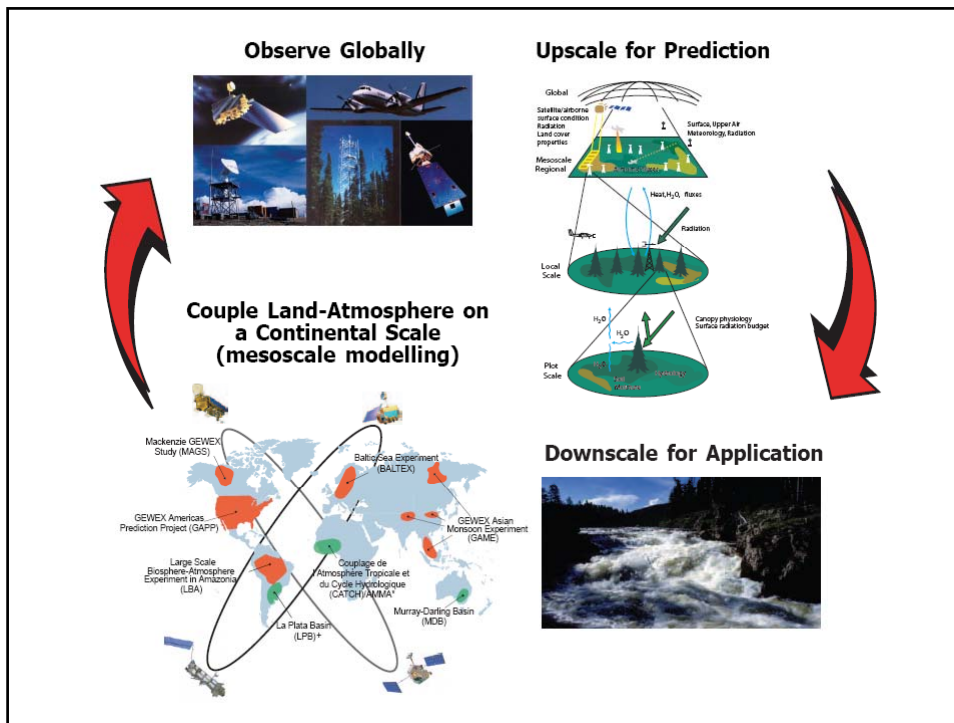 Observe Globally
Upscale for Prediction
Global
Satellite/airborne
surface condition
Radiation
Land cover
properties
Surface, Upper Air
Meteorology, Radiation
Mesoscale
Regional
Heat, H₂O, fluxes
Radiation
Local
Scale
H₂O
H₂O
Canopy physiology
Surface radiation budget
Plot
Scale
Couple Land-Atmosphere on
a Continental Scale
(mesoscale modelling)
Mackenzie GEWEX
Study (MAGS)
Baltic Sea Experiment
(BALTEX)
GEWEX Americas
Prediction Project (GAPP)
GEWEX Asian
Monsoon Experiment
(GAME)
Large Scale
Biosphere-Atmosphere
Experiment in Amazonia
(LBA)
Couplage de
l'Atmosphère Tropicale et
du Cycle Hydrologique
(CATCH)/AMMA*
La Plata Basin
(LPB)+
Murray-Darling Basin
(MDB)
Downscale for Application